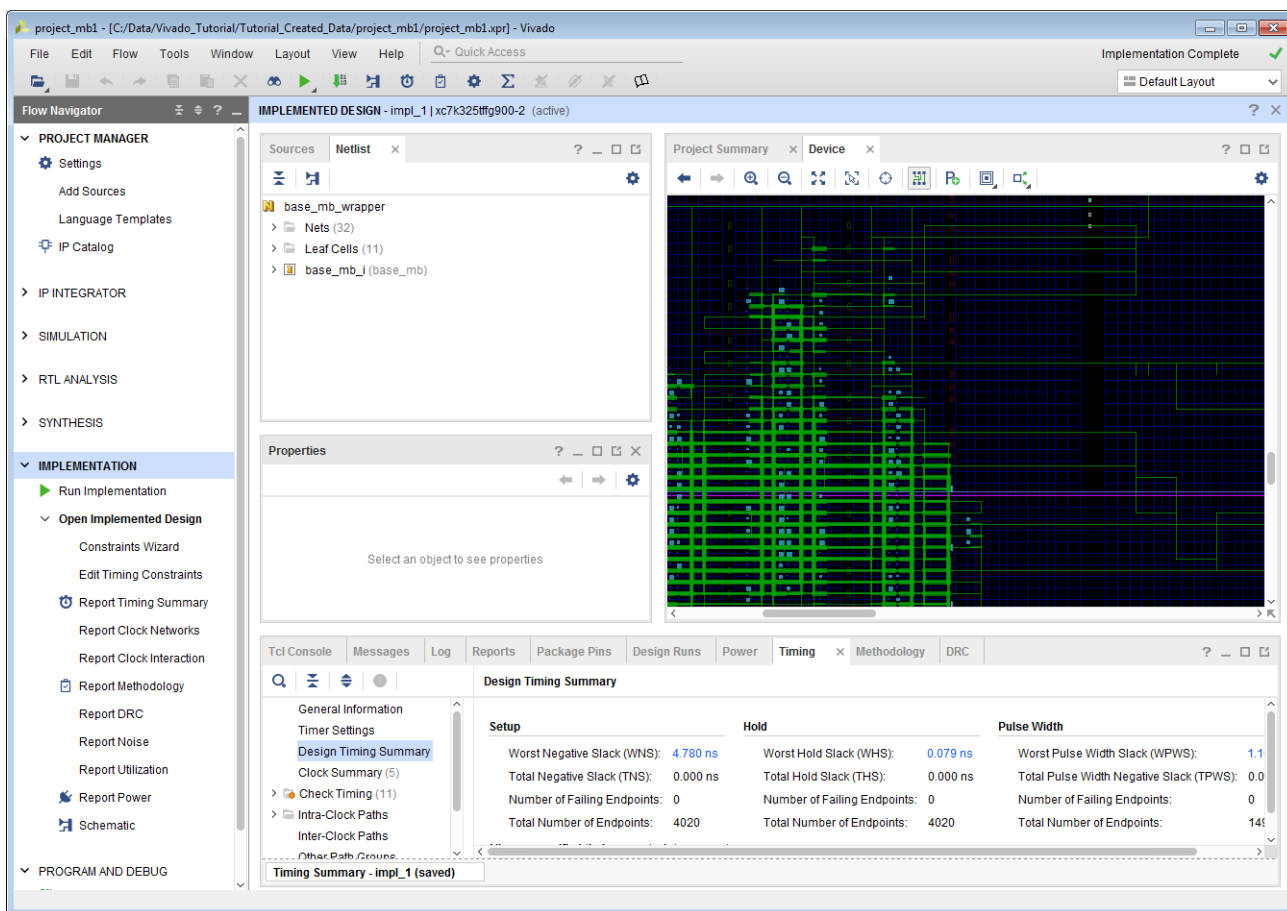 project_mb1 - [C:/Data/Vivado_Tutorial/Tutorial_Created_Data/project_mb1/project_mb1.xpr] - Vivado
File Edit Flow Tools Window Layout View Help Quick Access Implementation Complete
Default Layout
Flow Navigator
IMPLEMENTED DESIGN - impl_1 | xc7k325tffg900-2 (active)
PROJECT MANAGER
Settings
Add Sources
Language Templates
IP Catalog
IP INTEGRATOR
SIMULATION
RTL ANALYSIS
SYNTHESIS
IMPLEMENTATION
Run Implementation
Open Implemented Design
Constraints Wizard
Edit Timing Constraints
Report Timing Summary
Report Clock Networks
Report Clock Interaction
Report Methodology
Report DRC
Report Noise
Report Utilization
Report Power
Schematic
PROGRAM AND DEBUG
Sources Netlist
base_mb_wrapper
Nets (32)
Leaf Cells (11)
base_mb_i (base_mb)
Properties
Select an object to see properties
Project Summary Device
Tcl Console Messages Log Reports Package Pins Design Runs Power Timing Methodology DRC
General Information
Timer Settings
Design Timing Summary
Clock Summary (5)
Check Timing (11)
Intra-Clock Paths
Inter-Clock Paths
Other Path Groups
Design Timing Summary
Setup Hold Pulse Width
Worst Negative Slack (WNS): 4.780 ns Worst Hold Slack (WHS): 0.079 ns Worst Pulse Width Slack (WPWS): 1.1
Total Negative Slack (TNS): 0.000 ns Total Hold Slack (THS): 0.000 ns Total Pulse Width Negative Slack (TPWS): 0.0
Number of Failing Endpoints: 0 Number of Failing Endpoints: 0 Number of Failing Endpoints: 0
Total Number of Endpoints: 4020 Total Number of Endpoints: 4020 Total Number of Endpoints: 149
Timing Summary - impl_1 (saved)